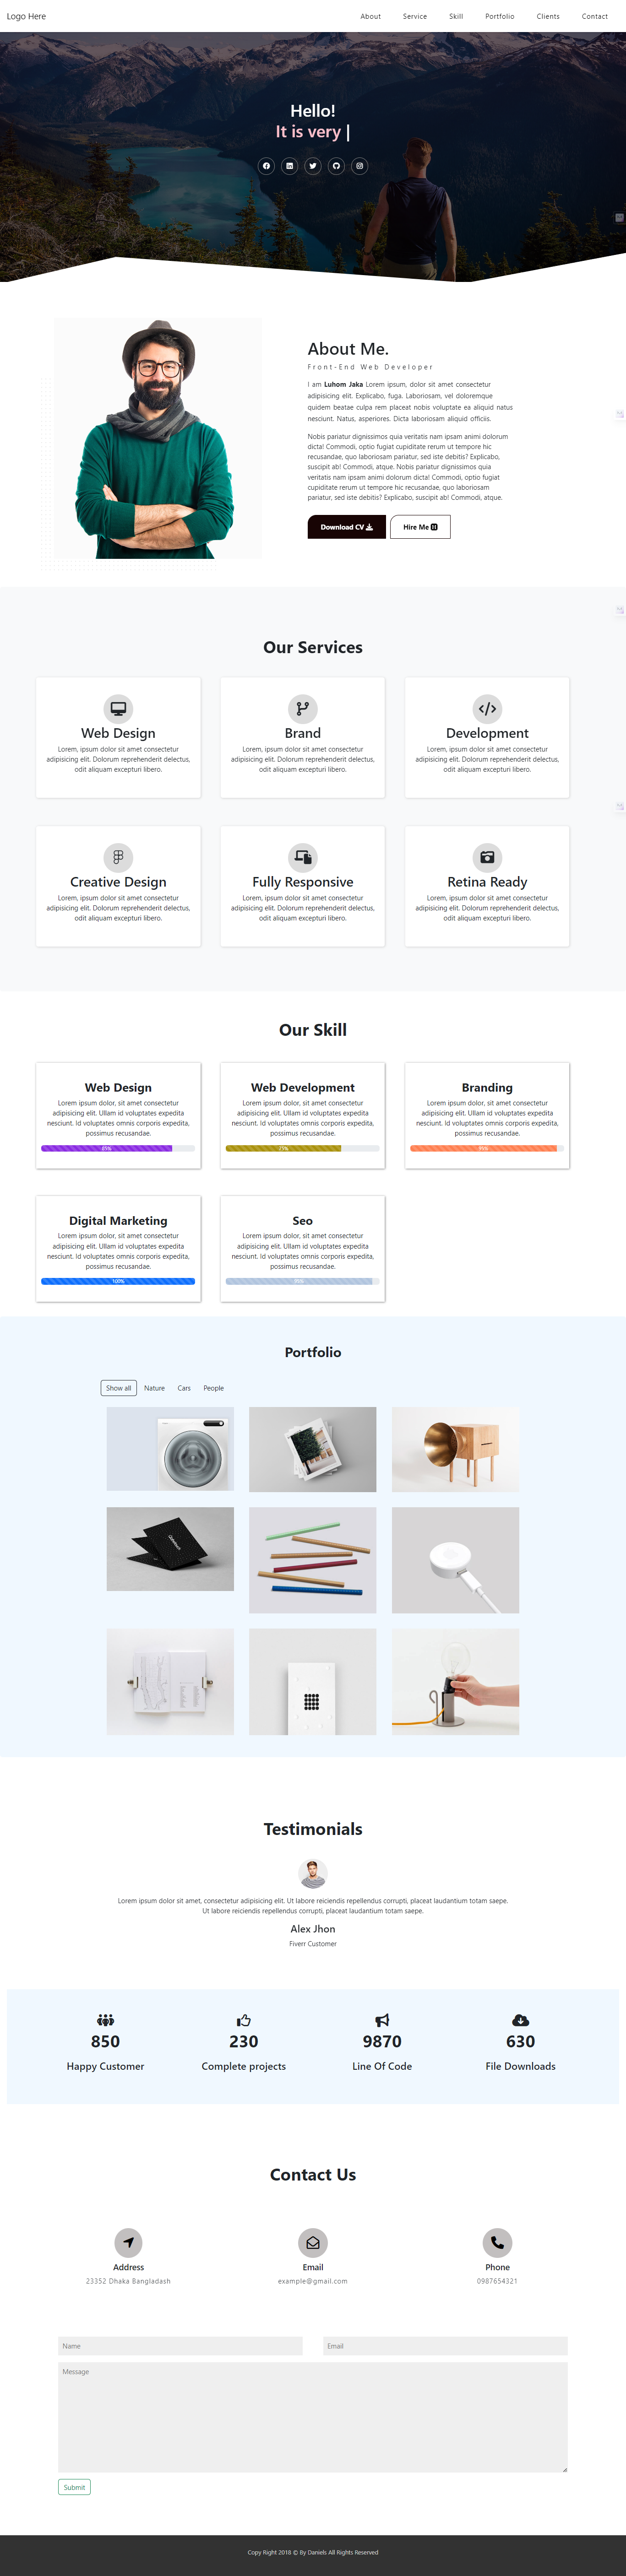 Logo Here
About
Service
Skill
Portfolio
Clients
Contact
Hello!
It is very |
About Me.
Front-End Web Developer
I am Luhom Jaka Lorem ipsum, dolor sit amet consectetur
adipisicing elit. Explicabo, fuga. Laboriosam, vel doloremque
quidem beatae culpa rem placeat nobis voluptate ea aliquid natus
nesciunt. Natus, asperiores. Dicta laboriosam aliquid officiis.
Nobis pariatur dignissimos quia veritatis nam ipsam animi dolorum
dicta! Commodi, optio fugiat cupiditate rerum ut tempore hic
recusandae, quo laboriosam pariatur, sed iste debitis? Explicabo,
suscipit ab! Commodi, atque. Nobis pariatur dignissimos quia
veritatis nam ipsam animi dolorum dicta! Commodi, optio fugiat
cupiditate rerum ut tempore hic recusandae, quo laboriosam
pariatur, sed iste debitis? Explicabo, suscipit ab! Commodi, atque.
Download CV
Hire Me
Our Services
Web Design
Lorem, ipsum dolor sit amet consectetur
adipisicing elit. Dolorum reprehenderit delectus,
odit aliquam excepturi libero.
Brand
Lorem, ipsum dolor sit amet consectetur
adipisicing elit. Dolorum reprehenderit delectus,
odit aliquam excepturi libero.
Development
Lorem, ipsum dolor sit amet consectetur
adipisicing elit. Dolorum reprehenderit delectus,
odit aliquam excepturi libero.
Creative Design
Lorem, ipsum dolor sit amet consectetur
adipisicing elit. Dolorum reprehenderit delectus,
odit aliquam excepturi libero.
Fully Responsive
Lorem, ipsum dolor sit amet consectetur
adipisicing elit. Dolorum reprehenderit delectus,
odit aliquam excepturi libero.
Retina Ready
Lorem, ipsum dolor sit amet consectetur
adipisicing elit. Dolorum reprehenderit delectus,
odit aliquam excepturi libero.
Our Skill
Web Design
Lorem ipsum dolor, sit amet consectetur
adipisicing elit. Ullam id voluptates expedita
nesciunt. Id voluptates omnis corporis expedita,
possimus recusandae.
85%
Web Development
Lorem ipsum dolor, sit amet consectetur
adipisicing elit. Ullam id voluptates expedita
nesciunt. Id voluptates omnis corporis expedita,
possimus recusandae.
Branding
Lorem ipsum dolor, sit amet consectetur
adipisicing elit. Ullam id voluptates expedita
nesciunt. Id voluptates omnis corporis expedita,
possimus recusandae.
95%
Digital Marketing
Lorem ipsum dolor, sit amet consectetur
adipisicing elit. Ullam id voluptates expedita
nesciunt. Id voluptates omnis corporis expedita,
possimus recusandae.
100%
Seo
Lorem ipsum dolor, sit amet consectetur
adipisicing elit. Ullam id voluptates expedita
nesciunt. Id voluptates omnis corporis expedita,
possimus recusandae.
95%
Portfolio
Show all
Nature
Cars
People
Testimonials
Lorem ipsum dolor sit amet, consectetur adipisicing elit. Ut labore reiciendis repellendus corrupti, placeat laudantium totam saepe.
Ut labore reiciendis repellendus corrupti, placeat laudantium totam saepe.
Alex Jhon
Fiverr Customer
850
Happy Customer
230
Complete projects
9870
Line Of Code
630
File Downloads
Contact Us
Address
23352 Dhaka Bangladash
Email
example@gmail.com
Phone
0987654321
Name
Email
Message
Submit
Copy Right 2018 © By Daniels All Rights Reserved